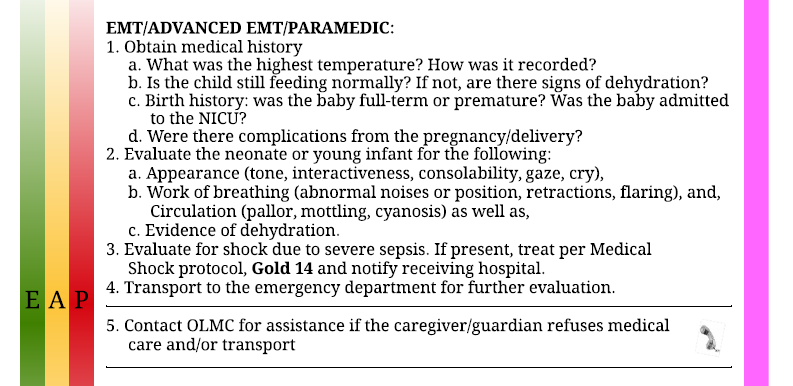 EMT/ADVANCED EMT/PARAMEDIC:
1. Obtain medical history
a. What was the highest temperature? How was it recorded?
b. Is the child still feeding normally? If not, are there signs of dehydration?
c. Birth history: was the baby full-term or premature? Was the baby admitted
to the NICU?
d. Were there complications from the pregnancy/delivery?
2. Evaluate the neonate or young infant for the following:
a. Appearance (tone, interactiveness, consolability, gaze, cry),
b. Work of breathing (abnormal noises or position, retractions, flaring), and,
Circulation (pallor, mottling, cyanosis) as well as,
c. Evidence of dehydration.
3. Evaluate for shock due to severe sepsis. If present, treat per Medical
Shock protocol, Gold 14 and notify receiving hospital.
4. Transport to the emergency department for further evaluation.
E A P
5. Contact OLMC for assistance if the caregiver/guardian refuses medical
care and/or transport